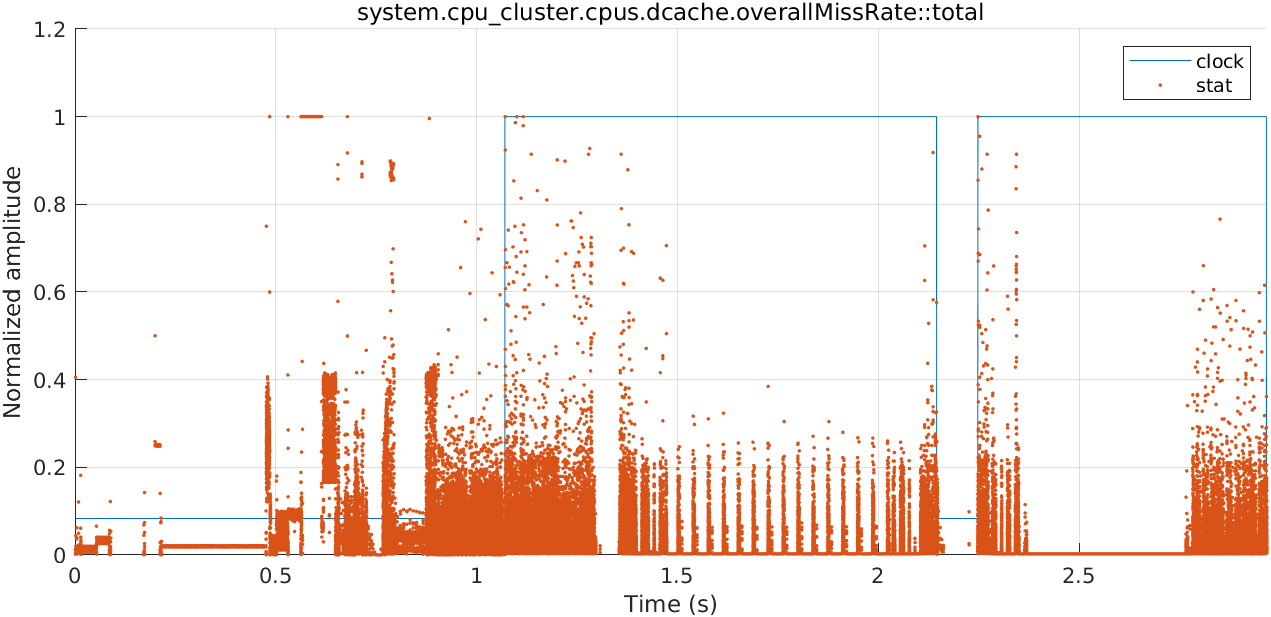 system.cpu_cluster.cpus.dcache.overallMissRate::total
1.2
1
0.8
0.6
0.4
0.2
0
Normalized amplitude
clock
stat
0 0.5 1 1.5 2 2.5
Time (s)